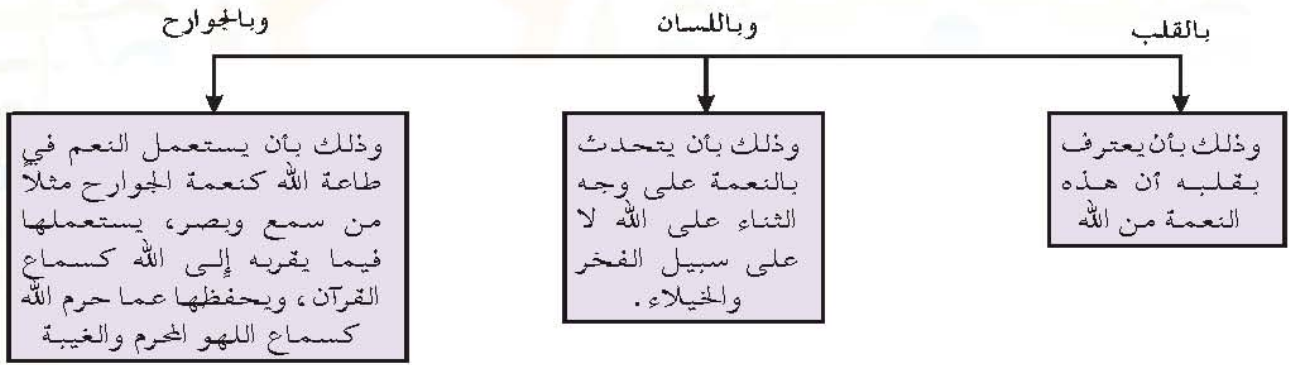 بالقلب
وباللسان
وبالجوارح
وذلك بأن يعترف
بقلبه أن هذه
النعمة من الله
وذلك بأن يتحدث
بالنعمة على وجه
الثناء على الله لا
على سبيل الفخر
والخيلاء.
وذلك بأن يستعمل النعم في
طاعة الله كنعمة الجوارح مثلاً
من سمع وبصر، يستعملها
فيما يقربه إلى الله كسماع
القرآن، ويحفظها عما حرم الله
كسماع اللهو المحرم والغيبة